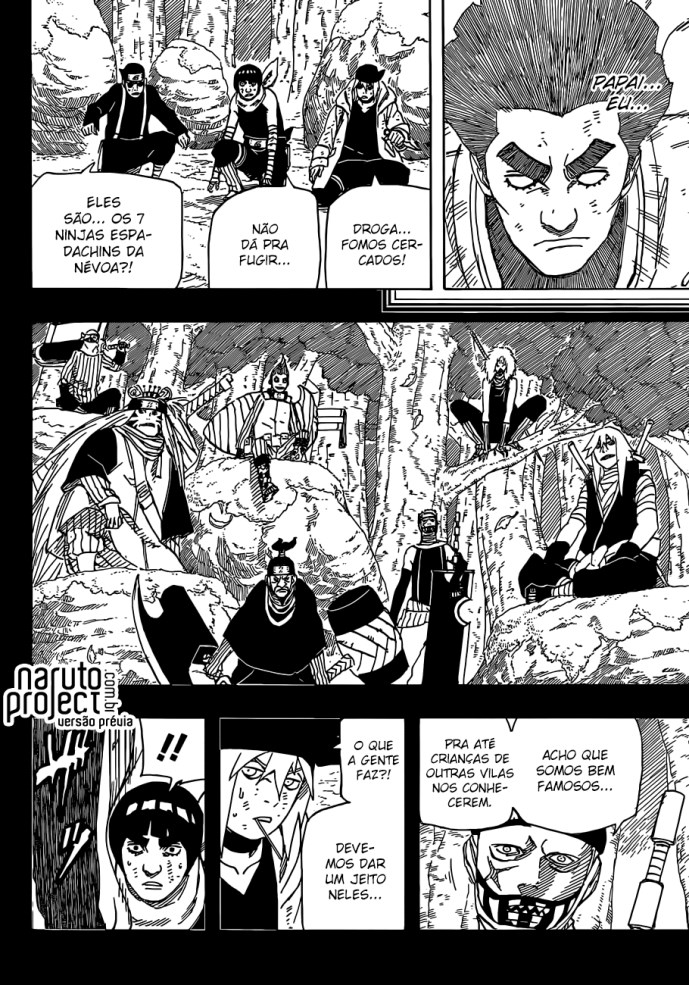 PAPAI...
EU...
DROGA...
FOMOS CER-
CADOS!
NÃO
DÁ PRA
FUGIR...
ELES
SÃO... OS 7
NINJAS ESPA-
DACHINS DA
NÉVOA?!
naruto
project
.com.br
versão prévia
ACHO QUE
SOMOS BEM
FAMOSOS...
PRA ATÉ
CRIANÇAS DE
OUTRAS VILAS
NOS CONHE-
CEREM.
O QUE
A GENTE
FAZ?!
DEVE-
MOS DAR
UM JEITO
NELES...
!!